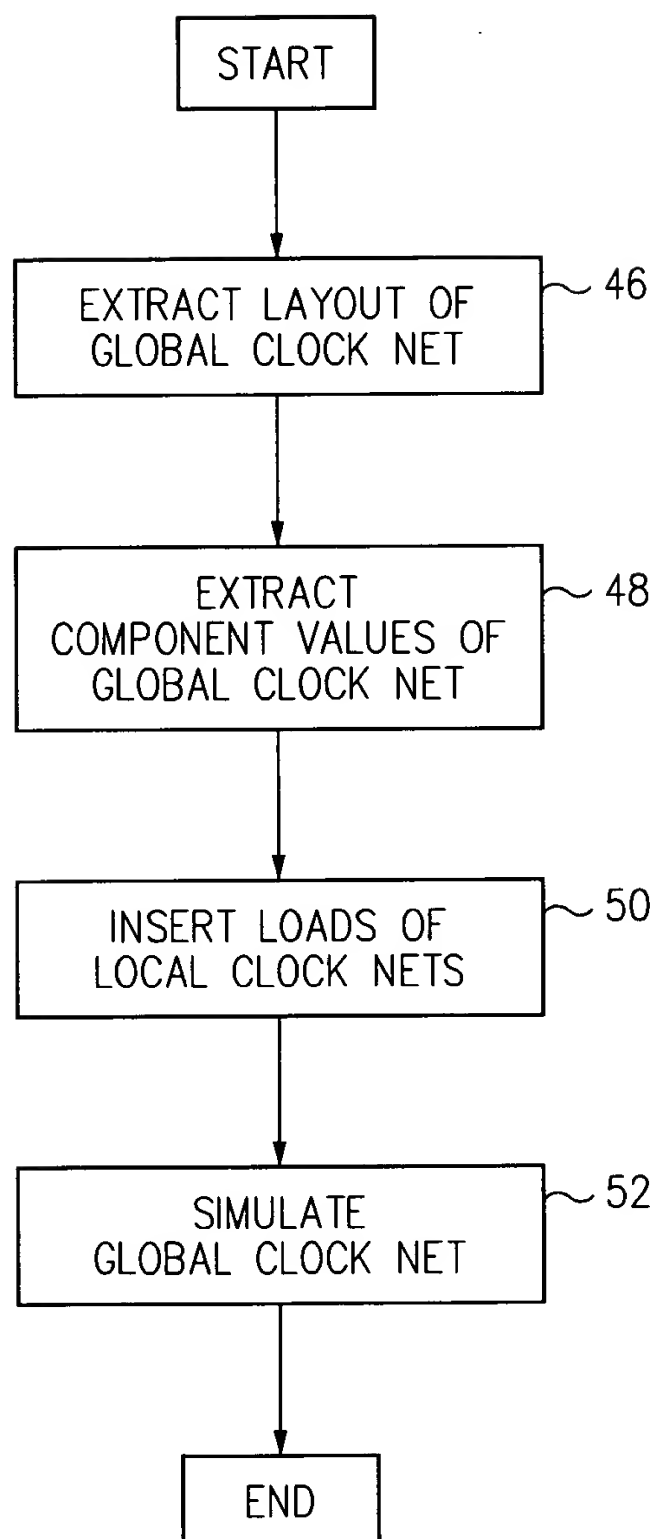 START
EXTRACT LAYOUT OF
GLOBAL CLOCK NET
46
EXTRACT
COMPONENT VALUES OF
GLOBAL CLOCK NET
48
INSERT LOADS OF
LOCAL CLOCK NETS
50
SIMULATE
GLOBAL CLOCK NET
52
END